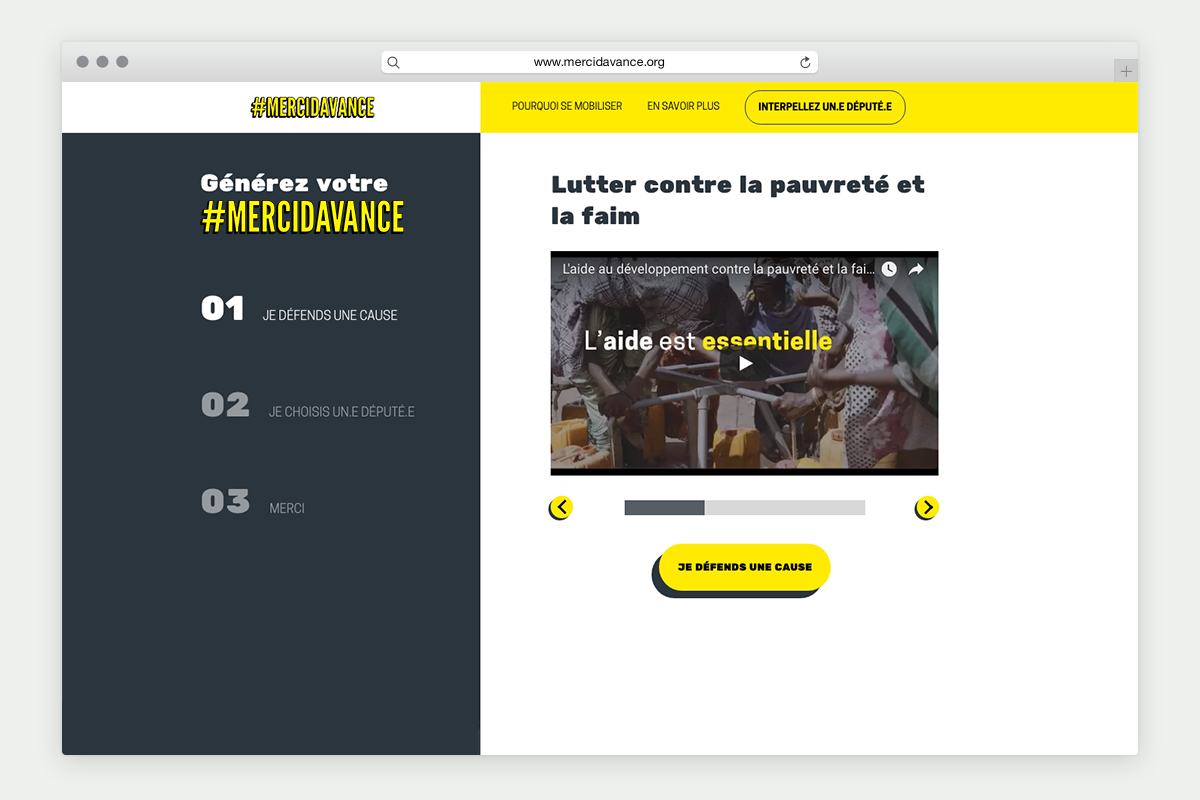 www.mercidavance.org
#MERCIDAVANCE
POURQUOI SE MOBILISER
EN SAVOIR PLUS
INTERPELLEZ UN.E DÉPUTÉ.E
Générez votre
#MERCIDAVANCE
01 JE DÉFENDS UNE CAUSE
02 JE CHOISIS UN.E DÉPUTÉ.E
03 MERCI
Lutter contre la pauvreté et
la faim
L'aide au développement contre la pauvreté et la fai...
L'aide est essentielle
JE DÉFENDS UNE CAUSE